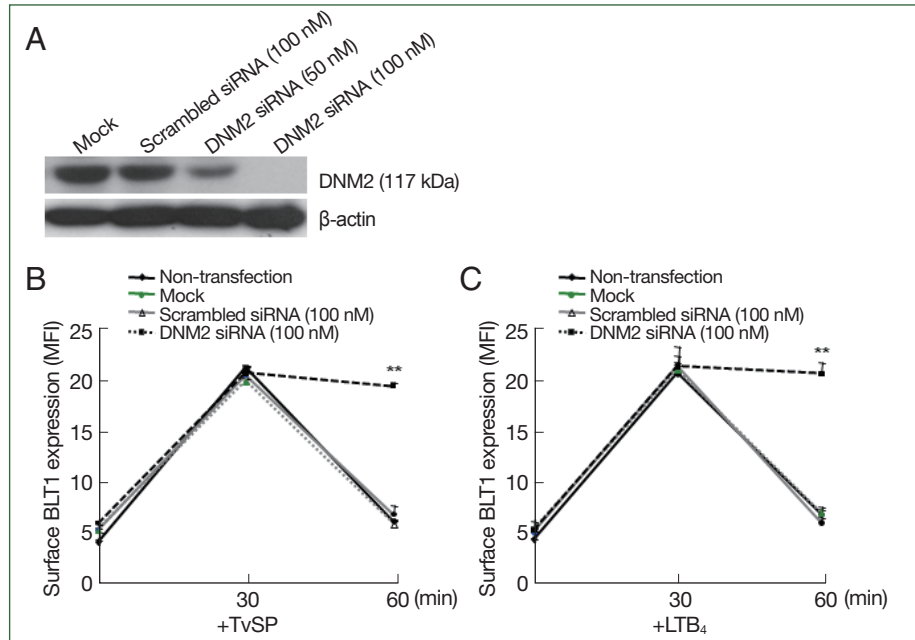 A
Mock
Scrambled siRNA (100 nM)
DNM2 siRNA (50 nM)
DNM2 siRNA (100 nM)
DNM2 (117 kDa)
β-actin
B
Non-transfection
Mock
Scrambled siRNA (100 nM)
DNM2 siRNA (100 nM)
Surface BLT1 expression (MFI)
25
20
15
10
5
0
**
30
60 (min)
+TvSP
C
Non-transfection
Mock
Scrambled siRNA (100 nM)
DNM2 siRNA (100 nM)
Surface BLT1 expression (MFI)
25
20
15
10
5
0
**
30
60 (min)
+LTB₄